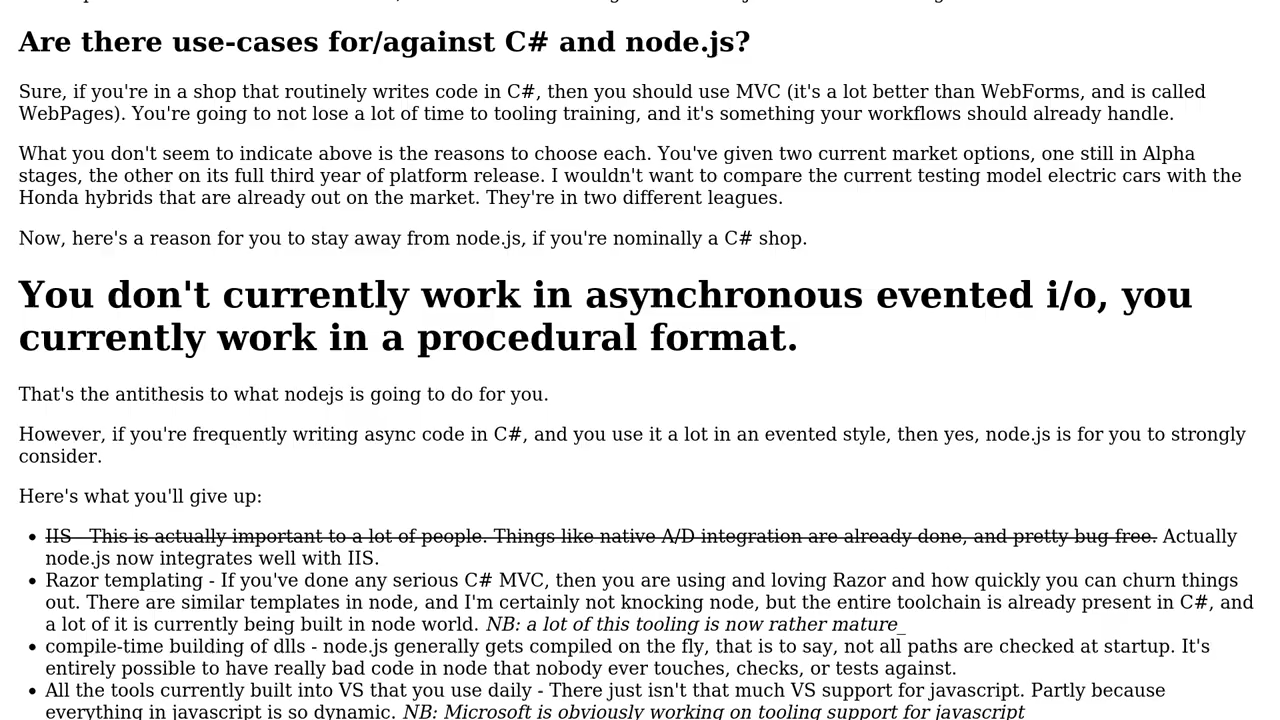 Are there use-cases for/against C# and node.js?
Sure, if you're in a shop that routinely writes code in C#, then you should use MVC (it's a lot better than WebForms, and is called
WebPages). You're going to not lose a lot of time to tooling training, and it's something your workflows should already handle.
What you don't seem to indicate above is the reasons to choose each. You've given two current market options, one still in Alpha
stages, the other on its full third year of platform release. I wouldn't want to compare the current testing model electric cars with the
Honda hybrids that are already out on the market. They're in two different leagues.
Now, here's a reason for you to stay away from node.js, if you're nominally a C# shop.
You don't currently work in asynchronous evented i/o, you
currently work in a procedural format.
That's the antithesis to what nodejs is going to do for you.
However, if you're frequently writing async code in C#, and you use it a lot in an evented style, then yes, node.js is for you to strongly
consider.
Here's what you'll give up:
• IIS - This is actually important to a lot of people. Things like native A/D integration are already done, and pretty bug free. Actually
node.js now integrates well with IIS.
• Razor templating - If you've done any serious C# MVC, then you are using and loving Razor and how quickly you can churn things
out. There are similar templates in node, and I'm certainly not knocking node, but the entire toolchain is already present in C#, and
a lot of it is currently being built in node world. NB: a lot of this tooling is now rather mature_
• compile-time building of dlls - node.js generally gets compiled on the fly, that is to say, not all paths are checked at startup. It's
entirely possible to have really bad code in node that nobody ever touches, checks, or tests against.
• All the tools currently built into VS that you use daily - There just isn't that much VS support for javascript. Partly because
everything in javascript is so dynamic. NB: Microsoft is obviously working on tooling support for javascript